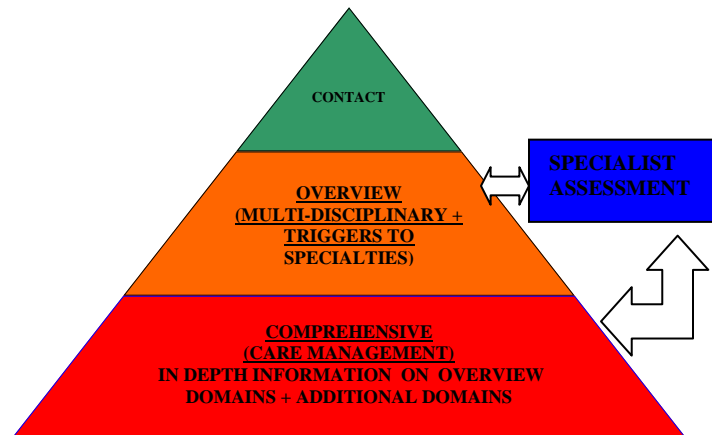 CONTACT
OVERVIEW
(MULTI-DISCIPLINARY +
TRIGGERS TO
SPECIALTIES)
SPECIALIST
ASSESSMENT
COMPREHENSIVE
(CARE MANAGEMENT)
IN DEPTH INFORMATION ON OVERVIEW
DOMAINS + ADDITIONAL DOMAINS